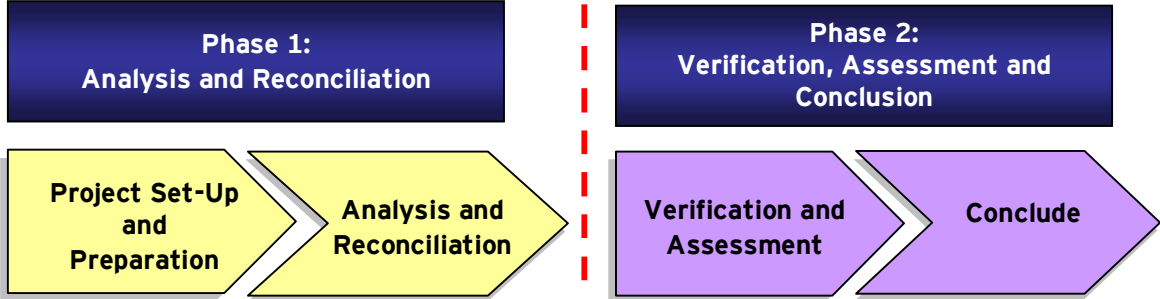 Phase 1:
Analysis and Reconciliation
Phase 2:
Verification, Assessment and
Conclusion
Project Set-Up
and
Preparation
Analysis and
Reconciliation
Verification and
Assessment
Conclude